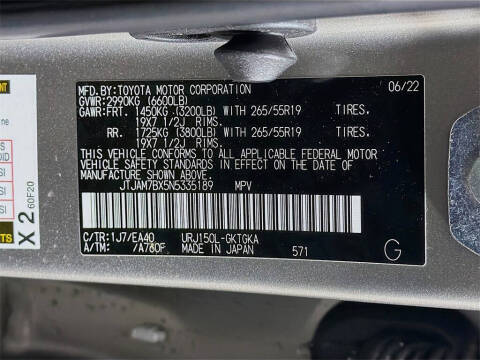 MFD.BY:TOYOTA MOTOR CORPORATION 06/22
GVWR:2990KG (6600LB)
GAWR:FRT. 1450KG (3200LB) WITH 265/55R19 TIRES,
19X7 1/2J RIMS.
RR. 1725KG (3800LB) WITH 265/55R19 TIRES,
19X7 1/2J RIMS.
THIS VEHICLE CONFORMS TO ALL APPLICABLE FEDERAL MOTOR
VEHICLE SAFETY STANDARDS IN EFFECT ON THE DATE OF
MANUFACTURE SHOWN ABOVE.
JTJAM7BX5N5335189 MPV
C/TR:1J7/EA40 URJ150L-GKTGKA
A/TM: /A760F MADE IN JAPAN 571
G
X 2
60F20